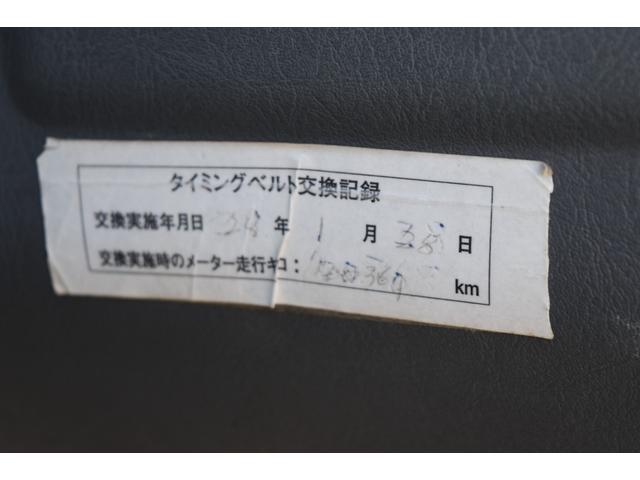 タイミングベルト交換記録
交換実施年月日 24年 1月 日
交換実施時のメーター走行キロ： km